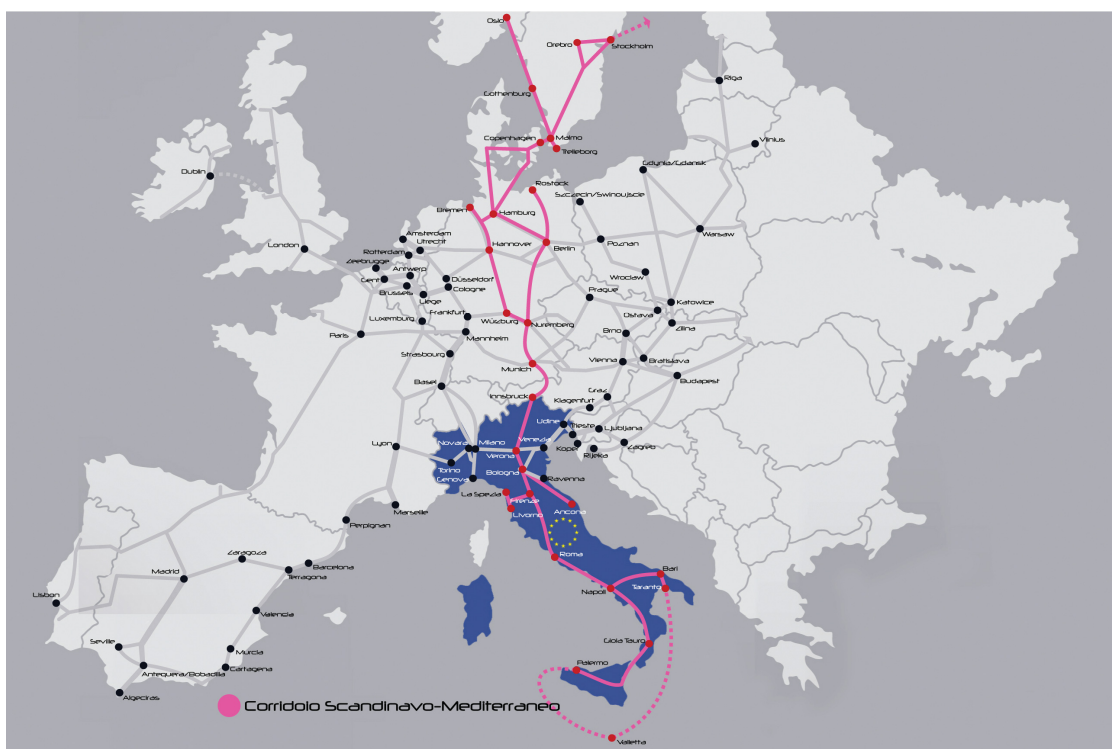 Oslo
Orebro
Stockholm
Riga
Gothenburg
Copenhagen
Malmo
Trelleborg
Vilnius
Dublin
Gdynia/Gdansk
Rostock
Szczecin/Swinoujscie
Bremen
Hamburg
Warsaw
Amsterdam
Utrecht
London
Rotterdam
Hannover
Berlin
Poznan
Zeebrugge
Antwerp
Gent
Düsseldorf
Wroclaw
Brussels
Cologne
Liege
Prague
Katowice
Luxemburg
Frankfurt
Würzburg
Nuremberg
Ostava
Zilina
Paris
Mannheim
Brno
Strasbourg
Munich
Vienna
Bratislava
Basel
Budapest
Innsbruck
Graz
Klagenfurt
Udine
Trieste
Ljubljana
Lyon
Novara
Milano
Venezia
Verona
Koper
Zagreb
Rijeka
Torino
Bologna
Genova
Ravenna
La Spezia
Firenze
Marseille
Livorno
Ancona
Perpignan
Zaragoza
Roma
Barcelona
Madrid
Terragona
Bari
Napoli
Taranto
Lisbon
Valencia
Seville
Gioia Tauro
Murcia
Palermo
Antequera/Bobadilla
Cartagena
Algeciras
Corridoio Scandinavo-Mediterraneo
Valletta